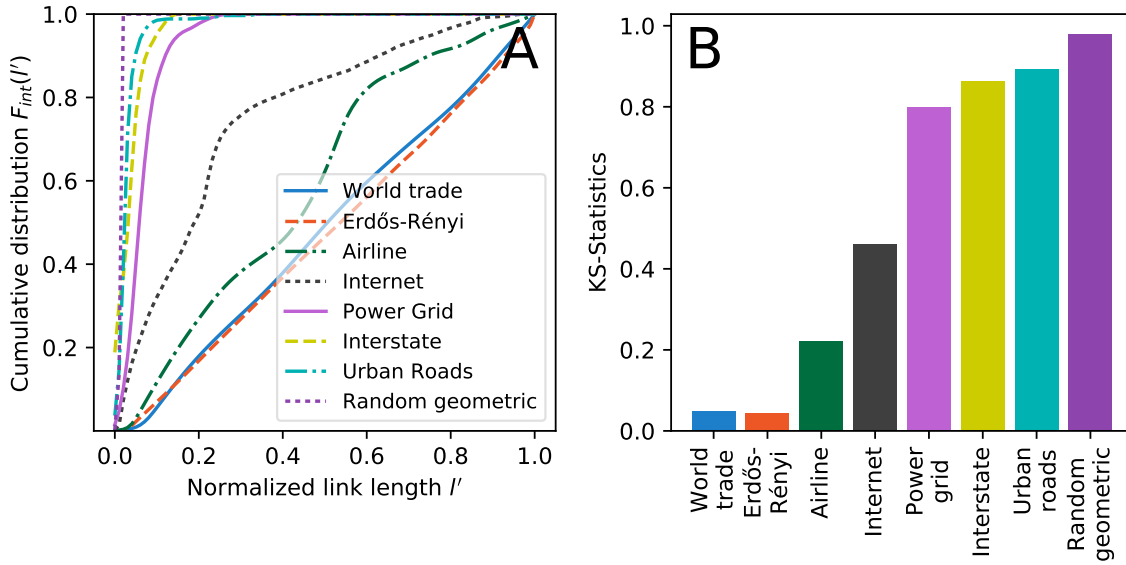 A
Cumulative distribution F_int(l')
1.0
0.8
0.6
0.4
0.2
0.0
0.2
0.4
0.6
0.8
1.0
Normalized link length l'
World trade
Erdős-Rényi
Airline
Internet
Power Grid
Interstate
Urban Roads
Random geometric
B
KS-Statistics
1.0
0.8
0.6
0.4
0.2
0.0
World
trade
Erdős-
Rényi
Airline
Internet
Power
grid
Interstate
Urban
roads
Random
geometric